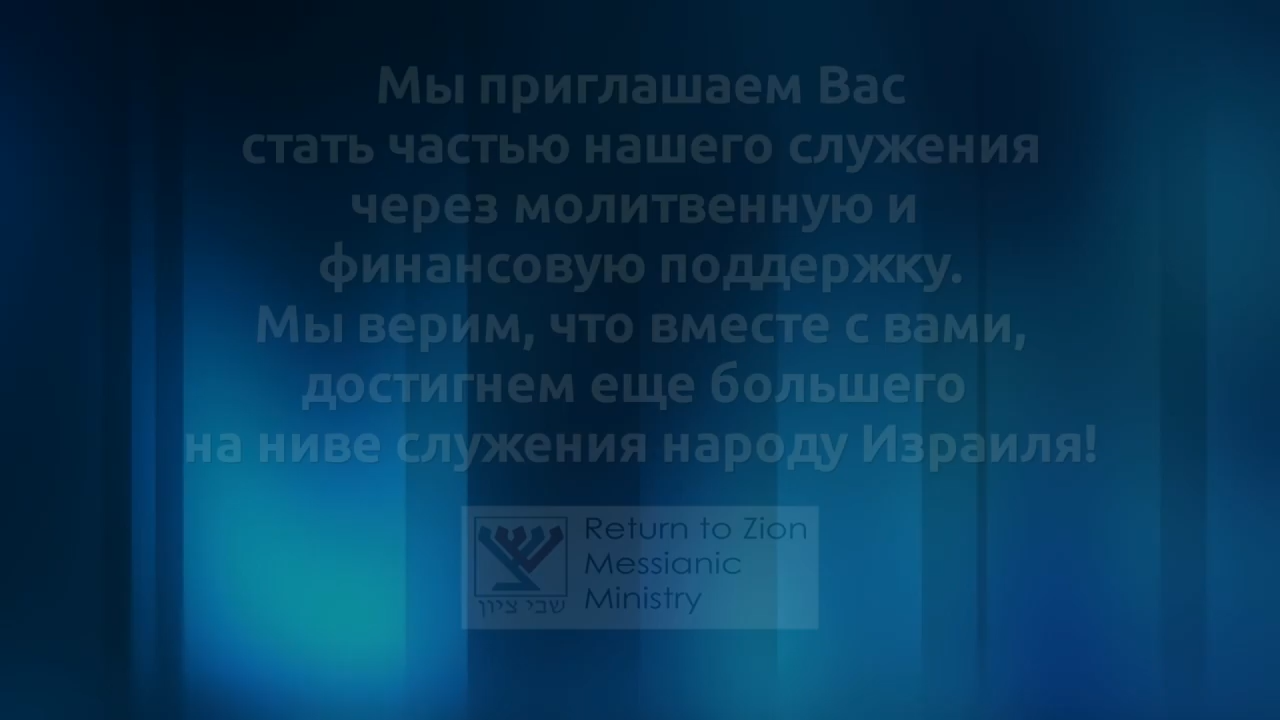 Мы приглашаем Вас
стать частью нашего служения
через молитвенную и
финансовую поддержку.
Мы верим, что вместе с вами,
достигнем еще большего
на ниве служения народу Израиля!
Return to Zion
Messianic
Ministry
שבי ציון